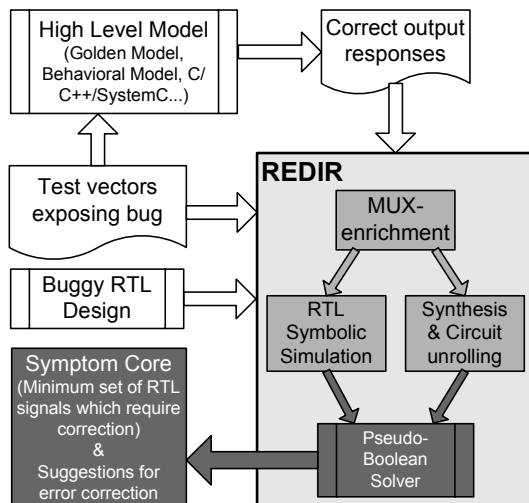 High Level Model
(Golden Model,
Behavioral Model, C/
C++/SystemC...)
Correct output
responses
Test vectors
exposing bug
Buggy RTL
Design
REDIR
MUX-
enrichment
RTL
Symbolic
Simulation
Synthesis
& Circuit
unrolling
Pseudo-
Boolean
Solver
Symptom Core
(Minimum set of RTL
signals which require
correction)
&
Suggestions for
error correction